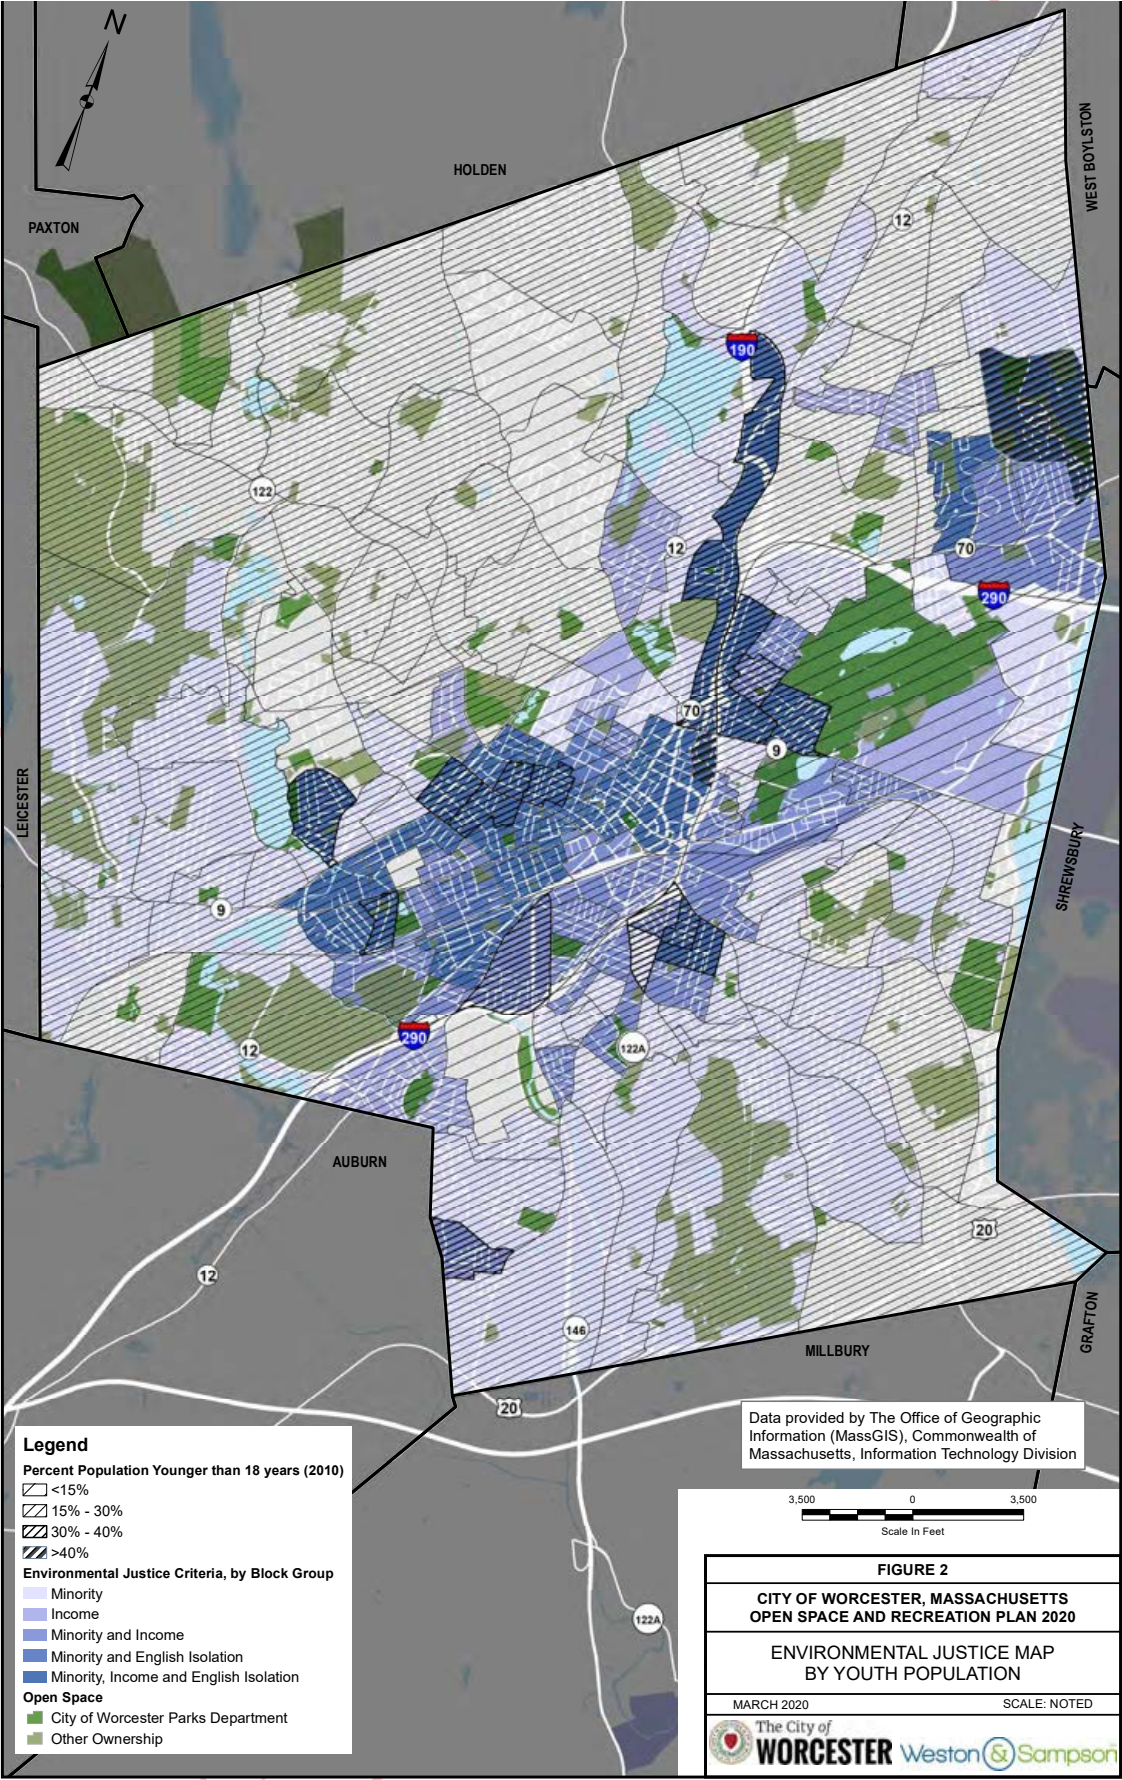 N
HOLDEN
WEST BOYLSTON
PAXTON
12
190
122
12
70
290
70
9
LEICESTER
SHREWSBURY
9
12
290
122A
AUBURN
20
12
146
MILLBURY
GRAFTON
20
Data provided by The Office of Geographic
Information (MassGIS), Commonwealth of
Massachusetts, Information Technology Division
Legend
Percent Population Younger than 18 years (2010)
<15%
15% - 30%
30% - 40%
>40%
Environmental Justice Criteria, by Block Group
Minority
Income
Minority and Income
Minority and English Isolation
Minority, Income and English Isolation
Open Space
City of Worcester Parks Department
Other Ownership
3,500 0 3,500
Scale In Feet
122A
FIGURE 2
CITY OF WORCESTER, MASSACHUSETTS
OPEN SPACE AND RECREATION PLAN 2020
ENVIRONMENTAL JUSTICE MAP
BY YOUTH POPULATION
MARCH 2020 SCALE: NOTED
The City of
WORCESTER
Weston & Sampson